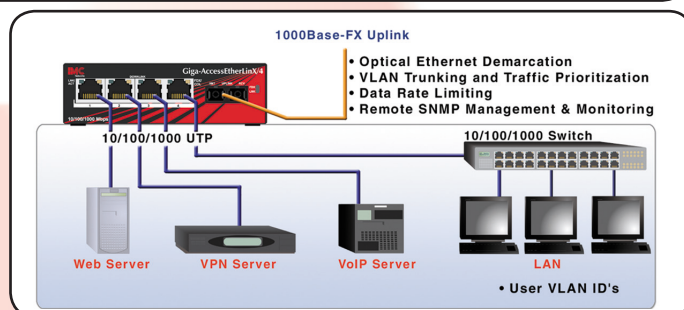 1000Base-FX Uplink
IMC
Giga-AccessEtherLinX/4
10/100/1000 Mbps
• Optical Ethernet Demarcation
• VLAN Trunking and Traffic Prioritization
• Data Rate Limiting
• Remote SNMP Management & Monitoring
10/100/1000 UTP
10/100/1000 Switch
Web Server
VPN Server
VoIP Server
LAN
• User VLAN ID's